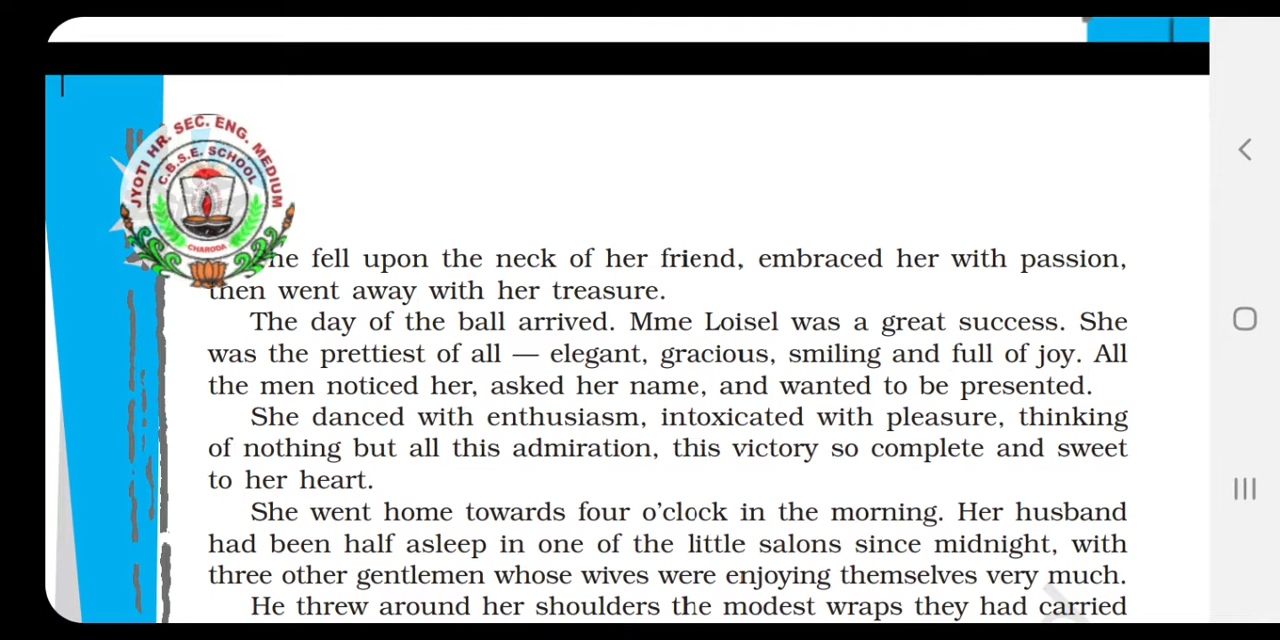 JYOTI HR. SEC. ENG. MEDIUM
C.B.S.E. SCHOOL
CHARODA
he fell upon the neck of her friend, embraced her with passion,
then went away with her treasure.
The day of the ball arrived. Mme Loisel was a great success. She
was the prettiest of all — elegant, gracious, smiling and full of joy. All
the men noticed her, asked her name, and wanted to be presented.
She danced with enthusiasm, intoxicated with pleasure, thinking
of nothing but all this admiration, this victory so complete and sweet
to her heart.
She went home towards four o’clock in the morning. Her husband
had been half asleep in one of the little salons since midnight, with
three other gentlemen whose wives were enjoying themselves very much.
He threw around her shoulders the modest wraps they had carried